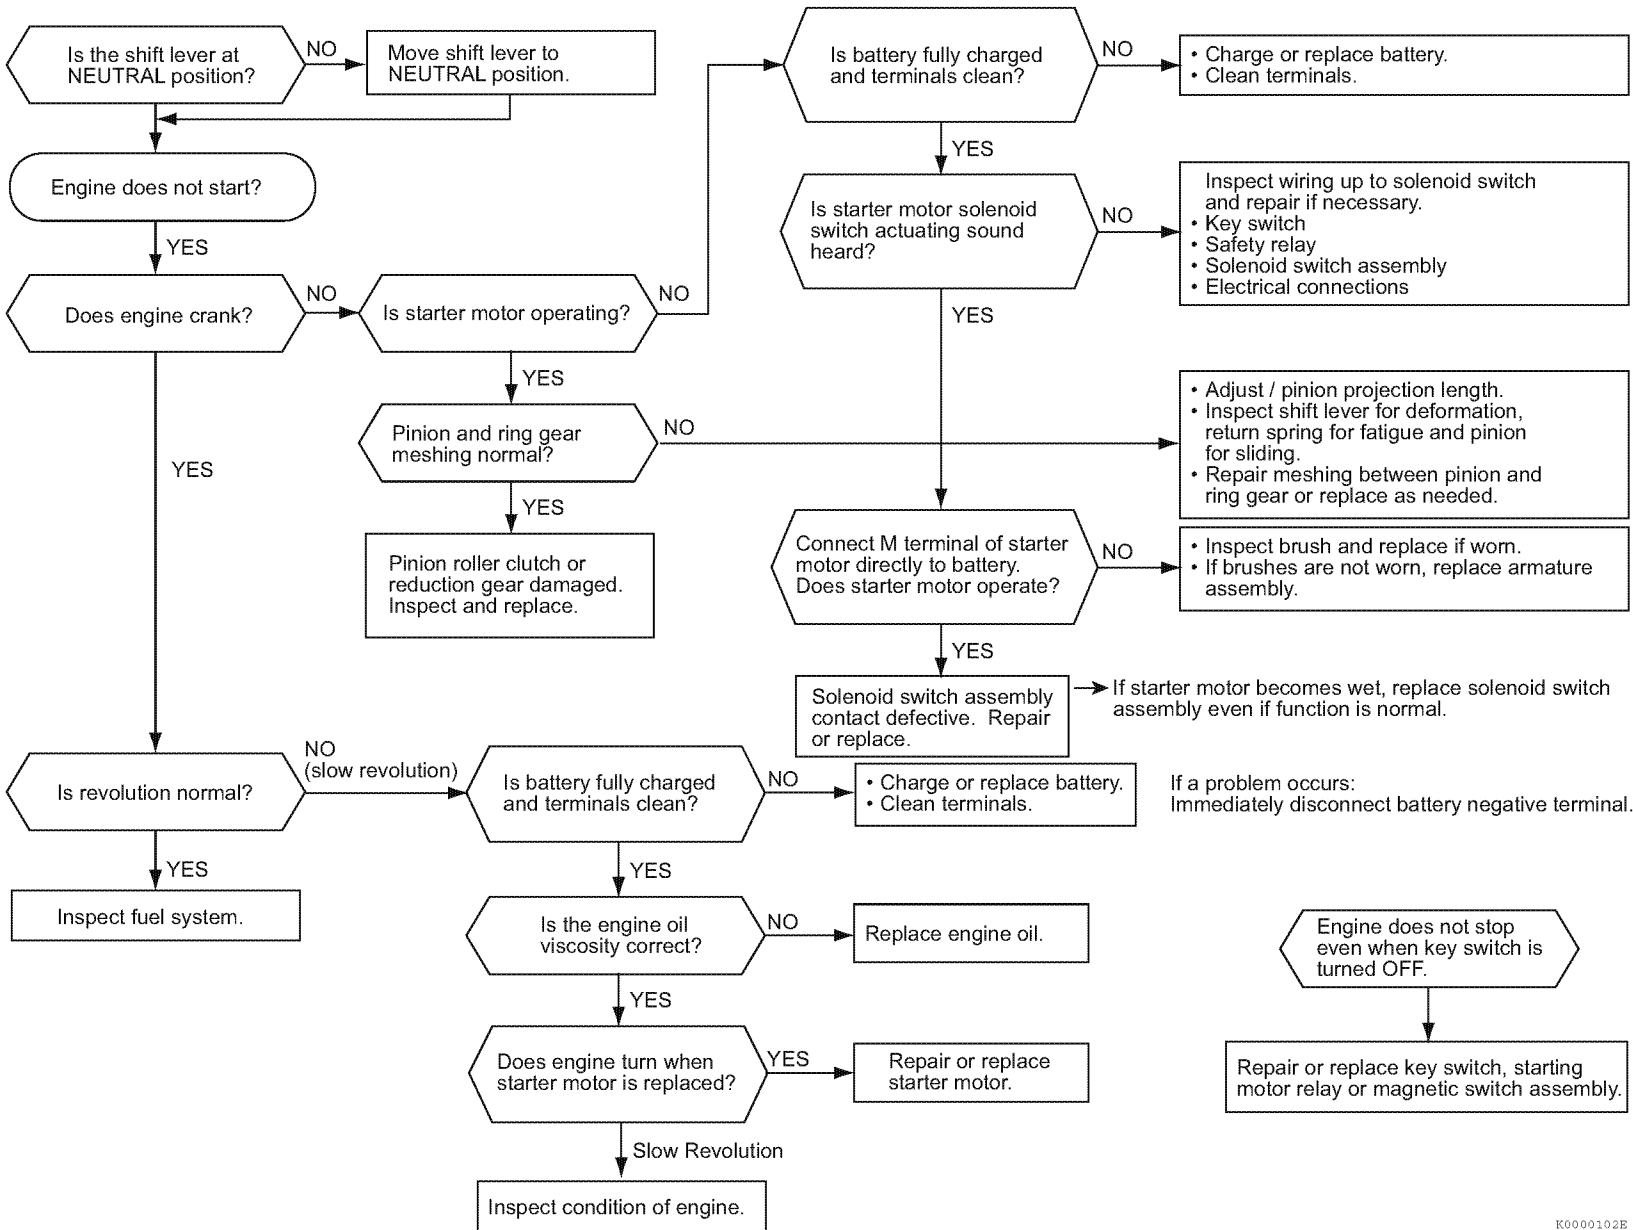 Is the shift lever at
NEUTRAL position?
NO
Move shift lever to
NEUTRAL position.
Engine does not start?
YES
Does engine crank?
NO
Is starter motor operating?
NO
YES
Pinion and ring gear
meshing normal?
NO
YES
Pinion roller clutch or
reduction gear damaged.
Inspect and replace.
Is battery fully charged
and terminals clean?
NO
• Charge or replace battery.
• Clean terminals.
YES
Is starter motor solenoid
switch actuating sound
heard?
NO
Inspect wiring up to solenoid switch
and repair if necessary.
• Key switch
• Safety relay
• Solenoid switch assembly
• Electrical connections
YES
• Adjust / pinion projection length.
• Inspect shift lever for deformation,
return spring for fatigue and pinion
for sliding.
• Repair meshing between pinion and
ring gear or replace as needed.
Connect M terminal of starter
motor directly to battery.
Does starter motor operate?
NO
• Inspect brush and replace if worn.
• If brushes are not worn, replace armature
assembly.
YES
Solenoid switch assembly
contact defective. Repair
or replace.
If starter motor becomes wet, replace solenoid switch
assembly even if function is normal.
YES
Is revolution normal?
NO
(slow revolution)
YES
Inspect fuel system.
Is battery fully charged
and terminals clean?
NO
• Charge or replace battery.
• Clean terminals.
If a problem occurs:
Immediately disconnect battery negative terminal.
YES
Is the engine oil
viscosity correct?
NO
Replace engine oil.
YES
Does engine turn when
starter motor is replaced?
YES
Repair or replace
starter motor.
Slow Revolution
Inspect condition of engine.
Engine does not stop
even when key switch is
turned OFF.
Repair or replace key switch, starting
motor relay or magnetic switch assembly.
K0000102E